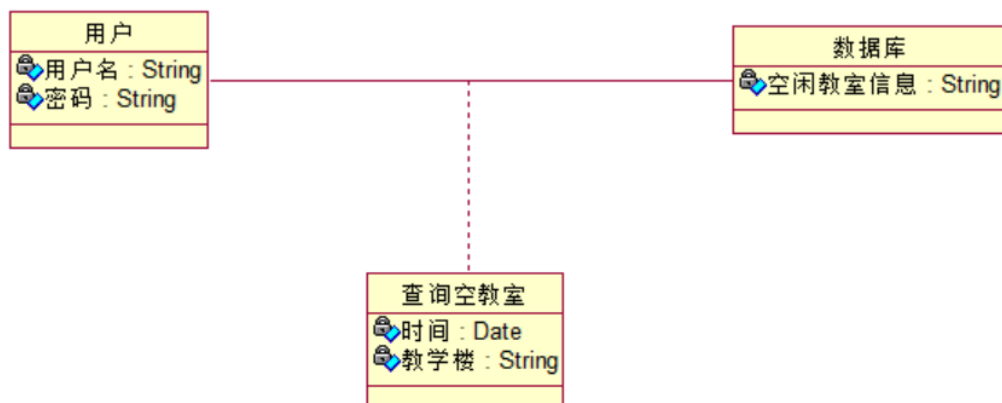 用户
用户名 : String
密码 : String
数据库
空闲教室信息 : String
查询空教室
时间 : Date
教学楼 : String